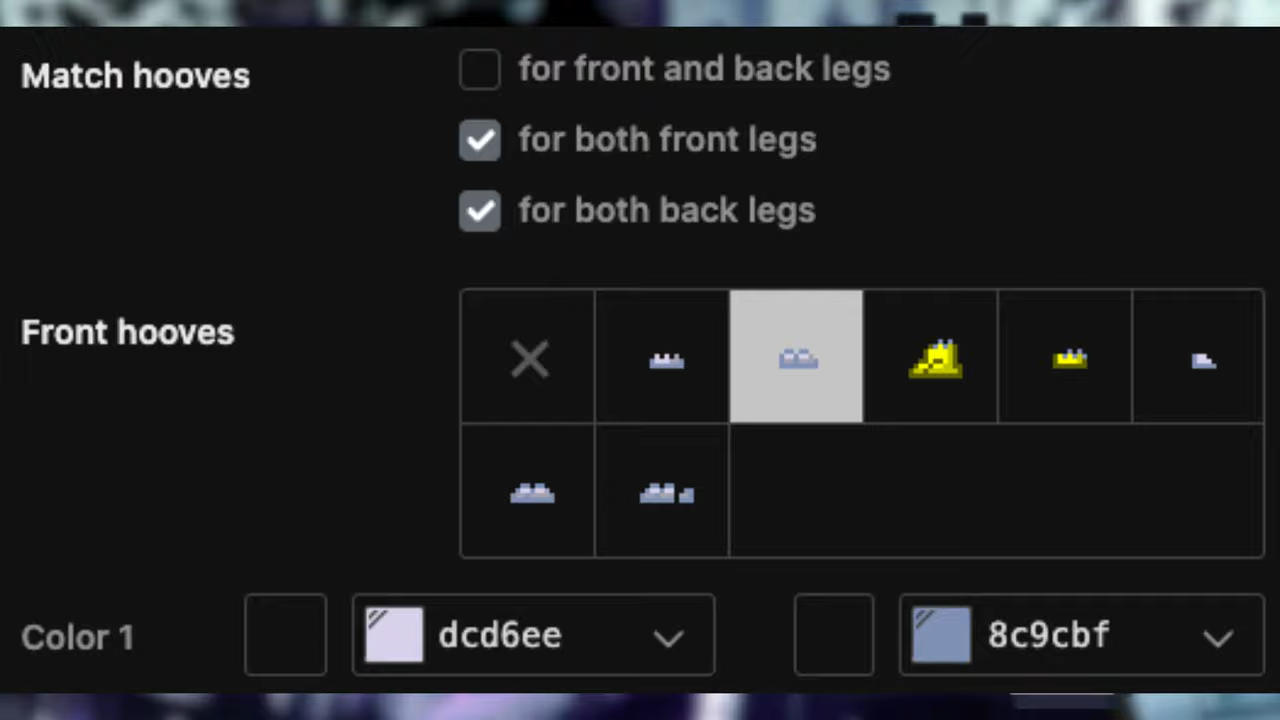 Match hooves
for front and back legs
for both front legs
for both back legs
Front hooves
Color 1
dcd6ee
8c9cbf